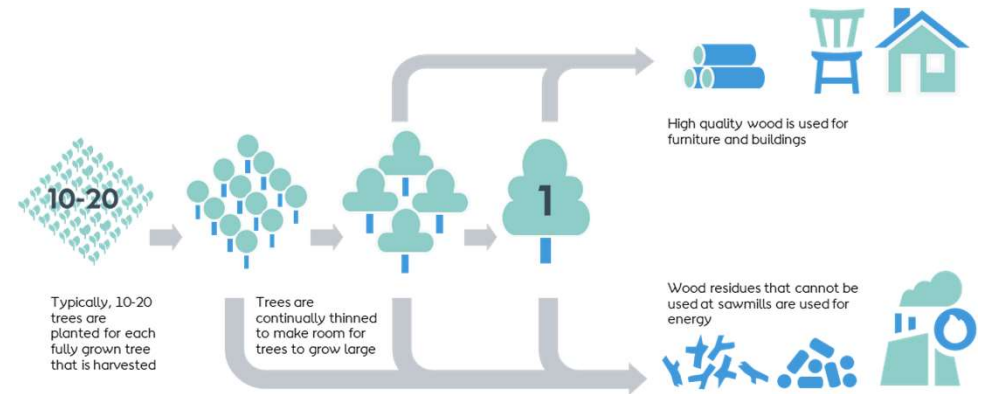 10-20
1
High quality wood is used for
furniture and buildings
Typically, 10-20
trees are
planted for each
fully grown tree
that is harvested
Trees are
continually thinned
to make room for
trees to grow large
Wood residues that cannot be
used at sawmills are used for
energy